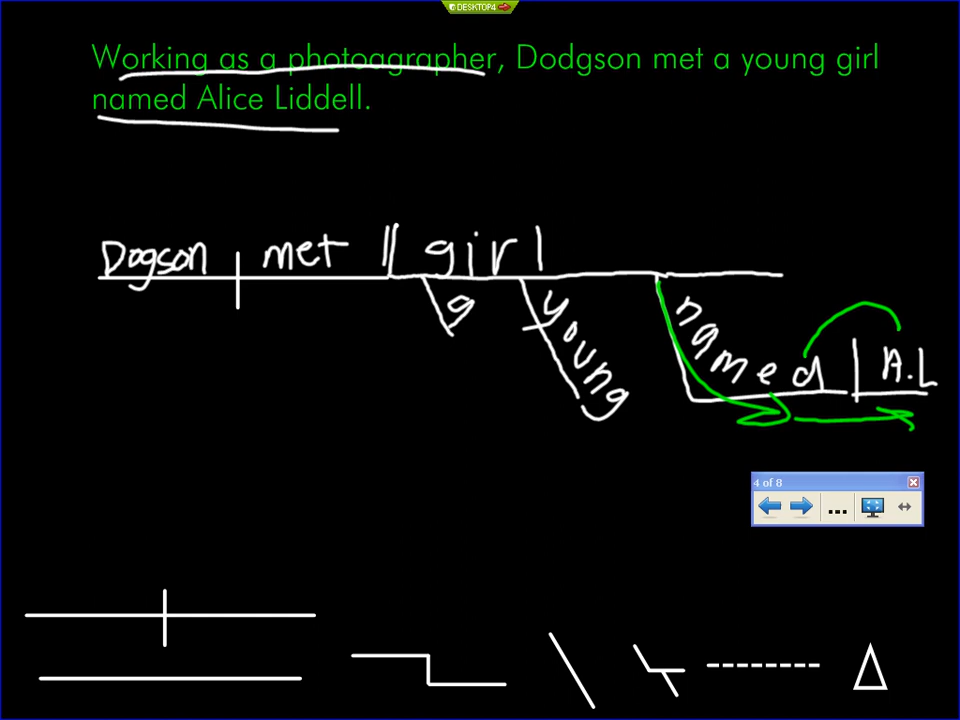 DESKTOP4
Working as a photoagrapher, Dodgson met a young girl
named Alice Liddell.
Dogson met girl
a young named A.L
4 of 8